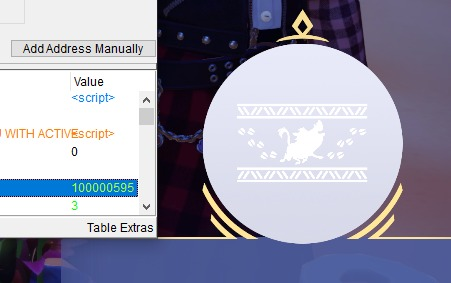 Add Address Manually
Value
<script>
U WITH ACTIVE
script>
0
100000595
3
Table Extras